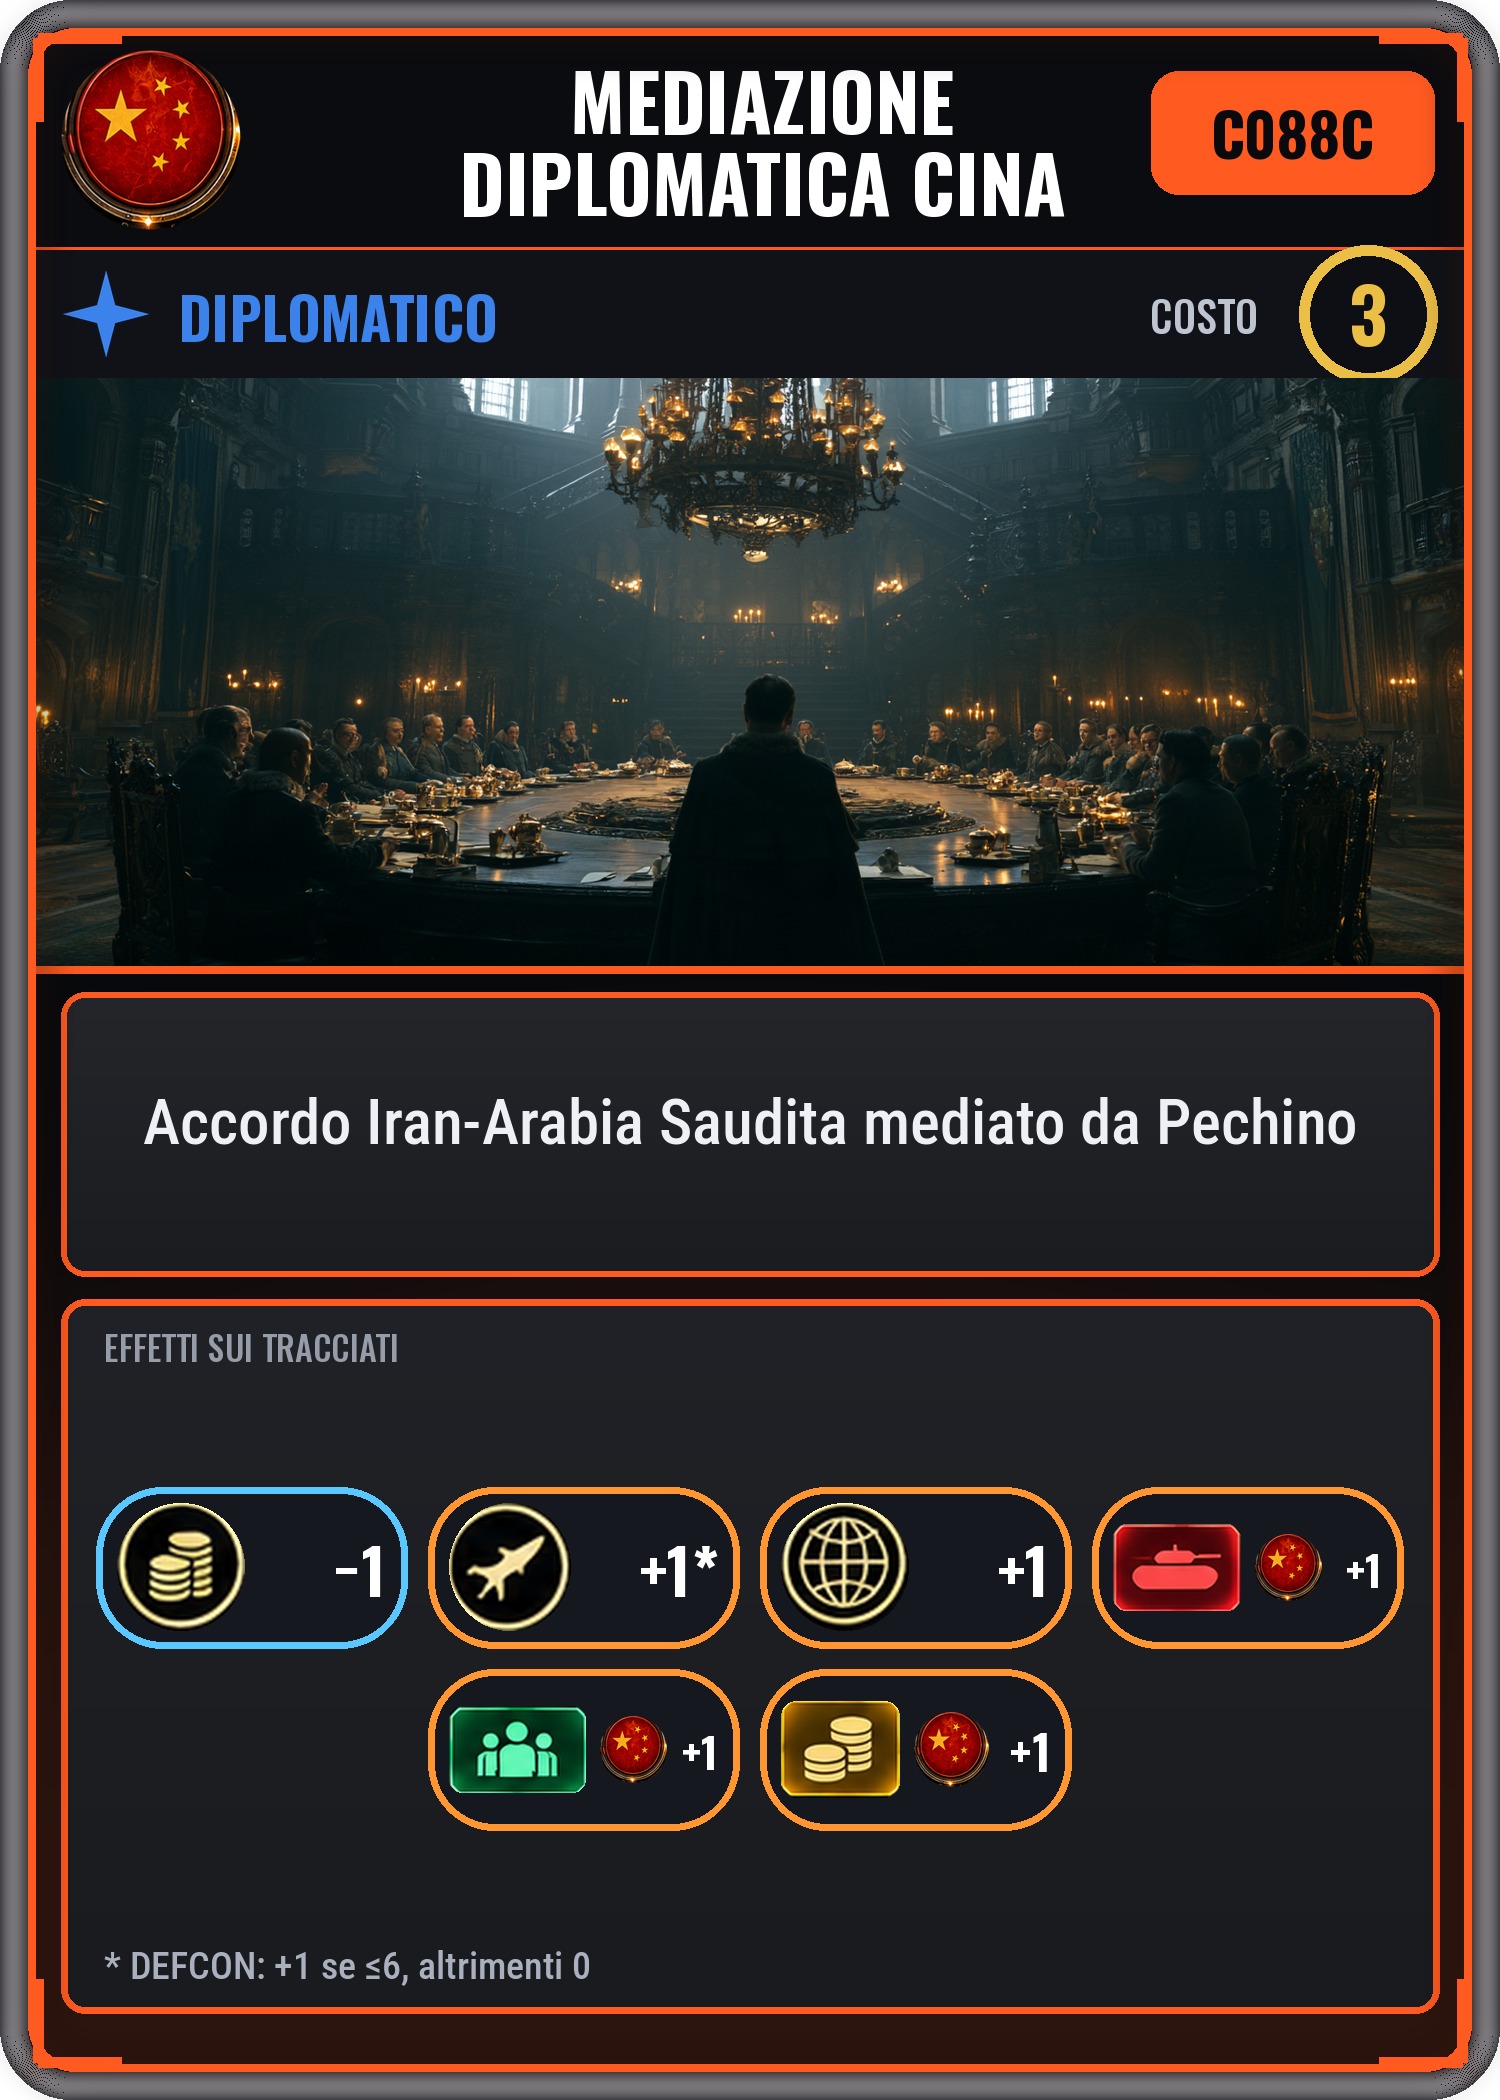 MEDIAZIONE
DIPLOMATICA CINA
C088C
DIPLOMATICO
COSTO
3
Accordo Iran-Arabia Saudita mediato da Pechino
EFFETTI SUI TRACCIATI
−1
+1*
+1
+1
+1
+1
* DEFCON: +1 se ≤6, altrimenti 0